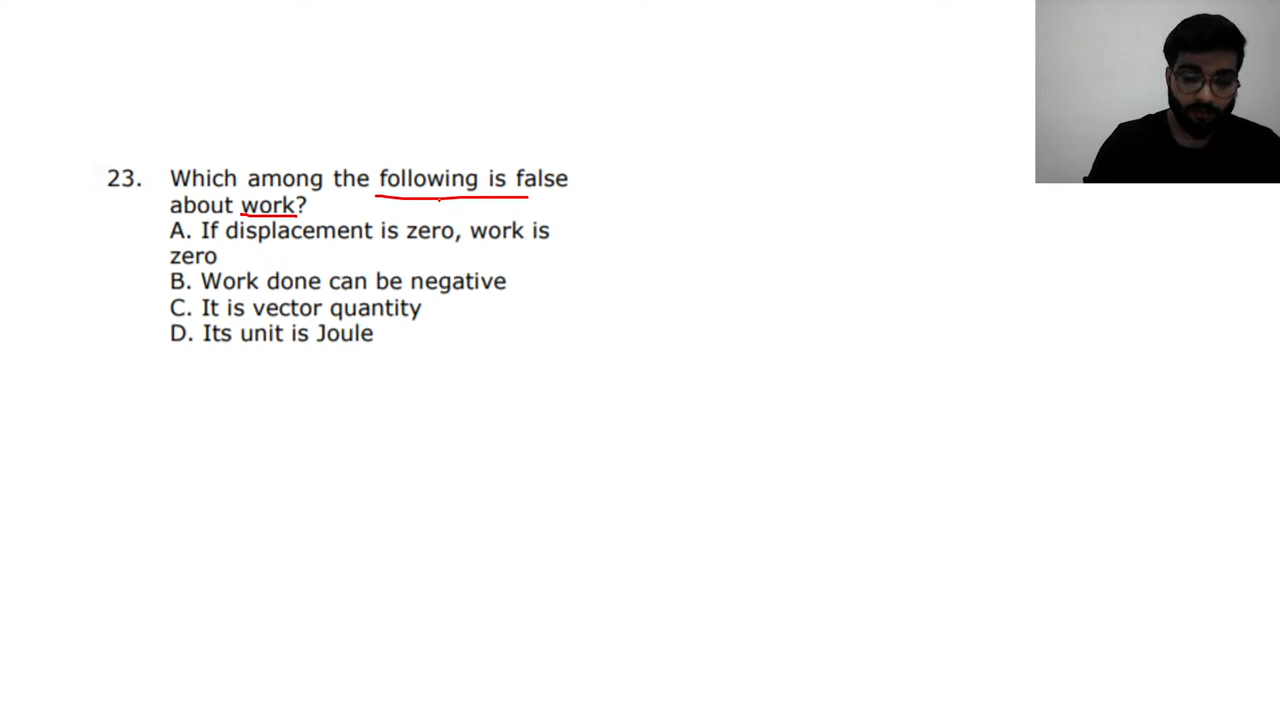 23. Which among the following is false
about work?
A. If displacement is zero, work is
zero
B. Work done can be negative
C. It is vector quantity
D. Its unit is Joule